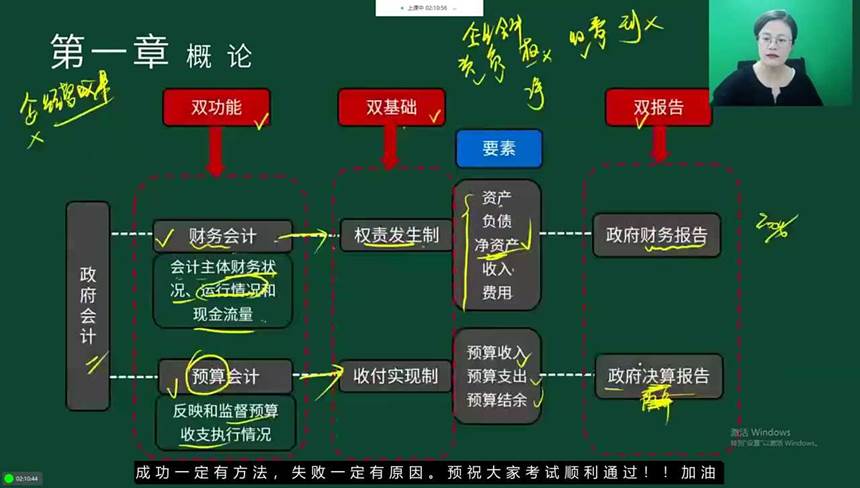 上课中 02:10:56
第一章 概论
双功能
双基础
双报告
要素
政府会计
财务会计
会计主体财务状
况、运行情况和
现金流量
权责发生制
资产
负债
净资产
收入
费用
政府财务报告
预算会计
反映和监督预算
收支执行情况
收付实现制
预算收入
预算支出
预算结余
政府决算报告
激活 Windows
转到"设置"以激活 Windows。
02:10:44
成功一定有方法，失败一定有原因。预祝大家考试顺利通过！！加油